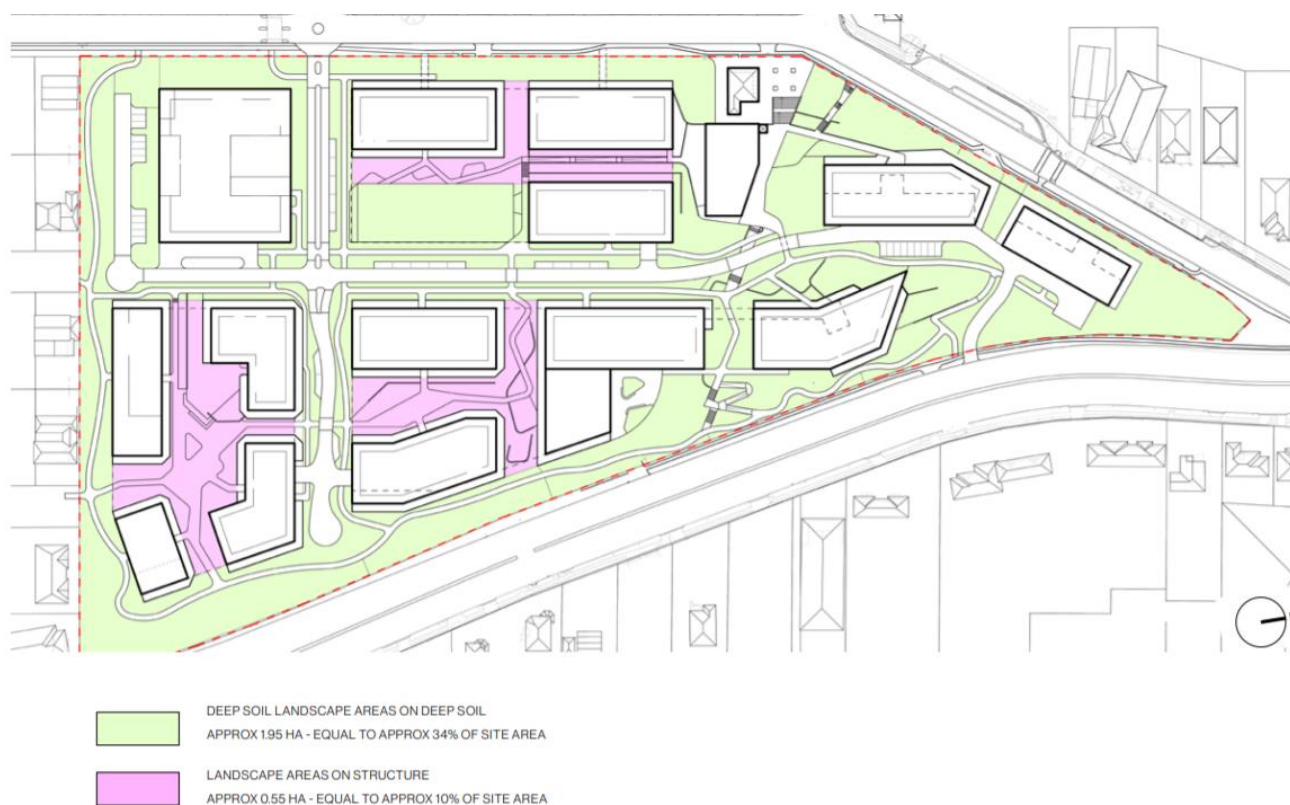 DEEP SOIL LANDSCAPE AREAS ON DEEP SOIL
APPROX 1.95 HA - EQUAL TO APPROX 34% OF SITE AREA
LANDSCAPE AREAS ON STRUCTURE
APPROX 0.55 HA - EQUAL TO APPROX 10% OF SITE AREA